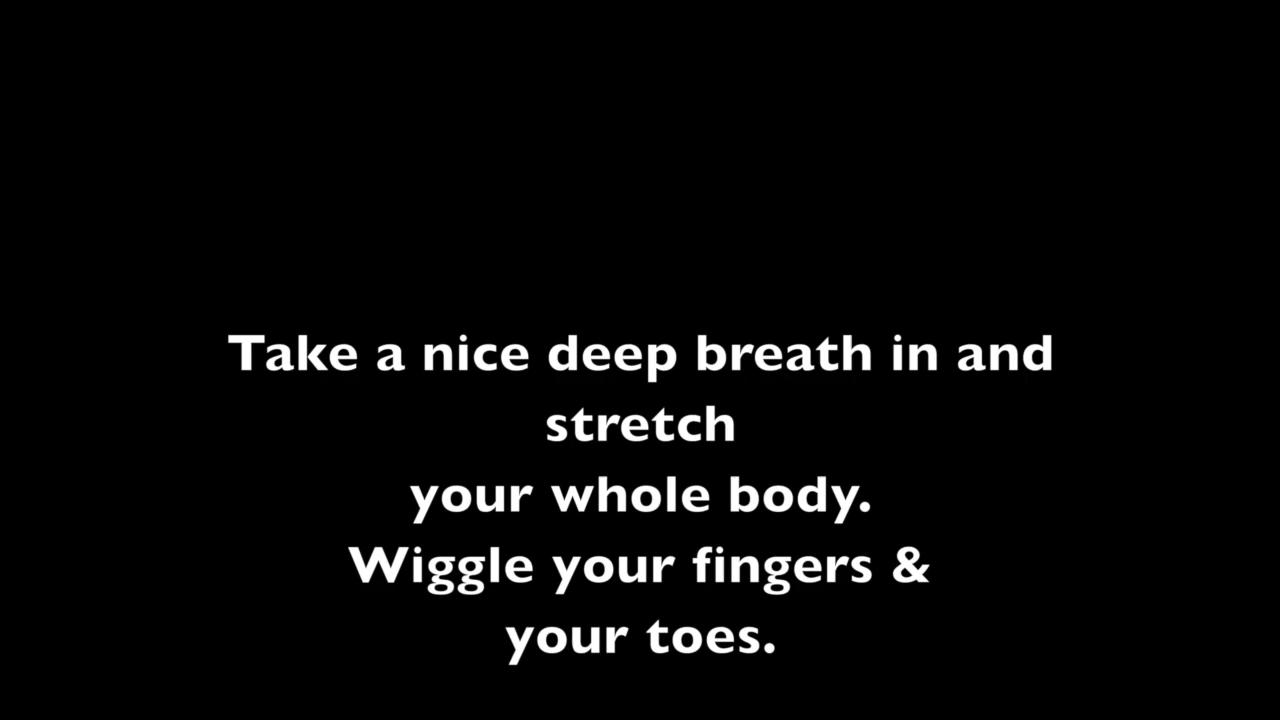 Take a nice deep breath in and
stretch
your whole body.
Wiggle your fingers &
your toes.